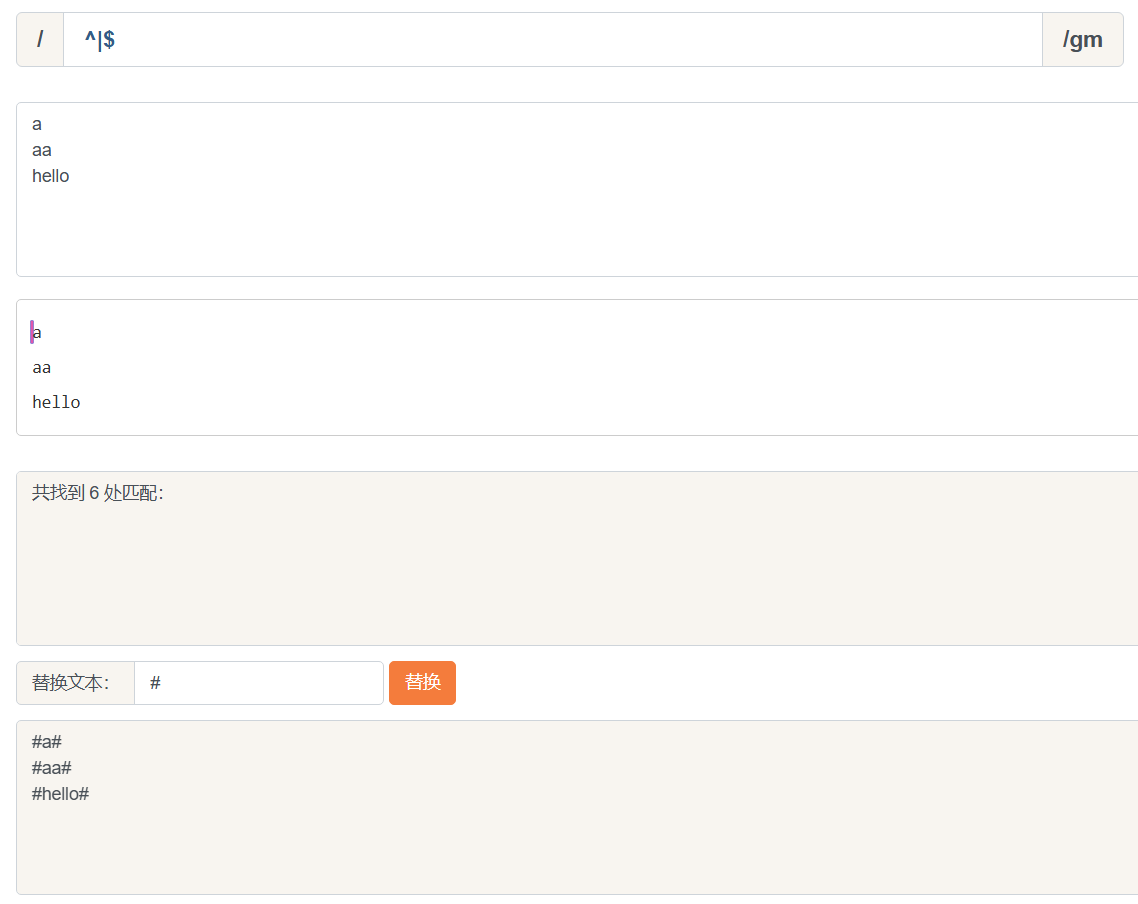 / ^|$ /gm
a
aa
hello
a
aa
hello
共找到 6 处匹配：
替换文本： # 替换
#a#
#aa#
#hello#